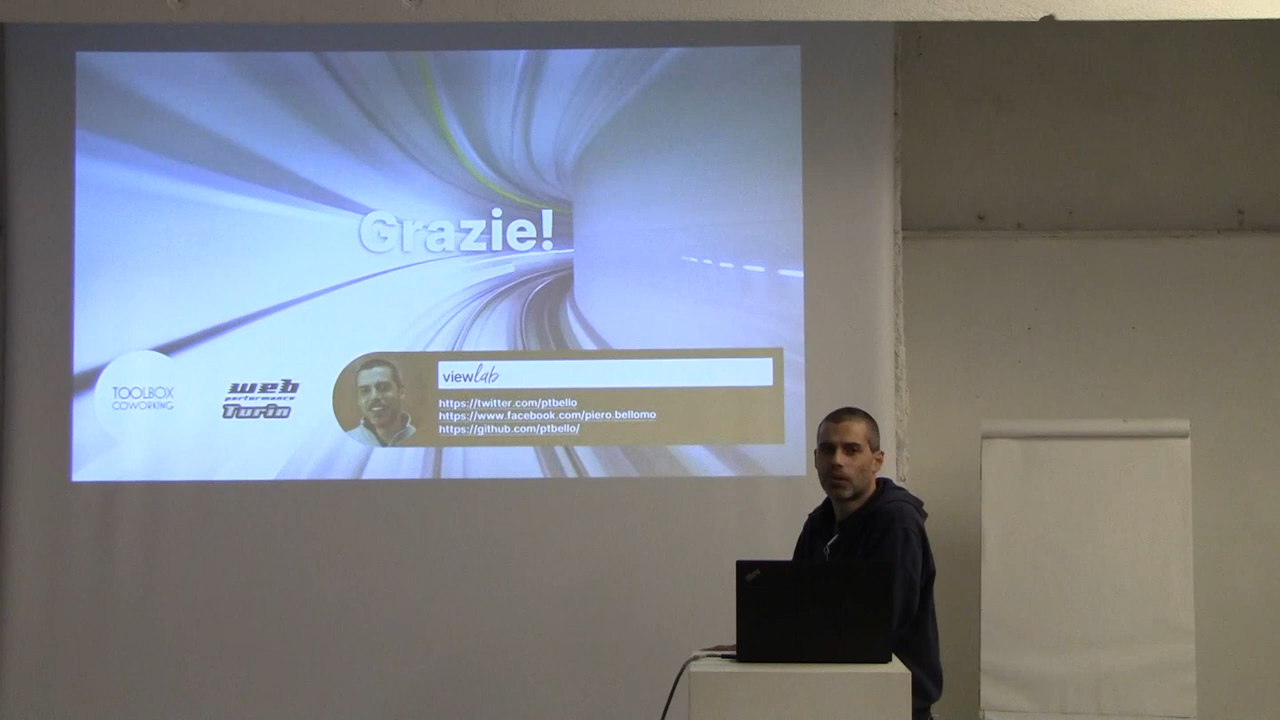 Grazie!
TOOLBOX
COWORKING
web
performance
Turin
viewlab
https://twitter.com/ptbello
https://www.facebook.com/piero.bellomo
https://github.com/ptbello/